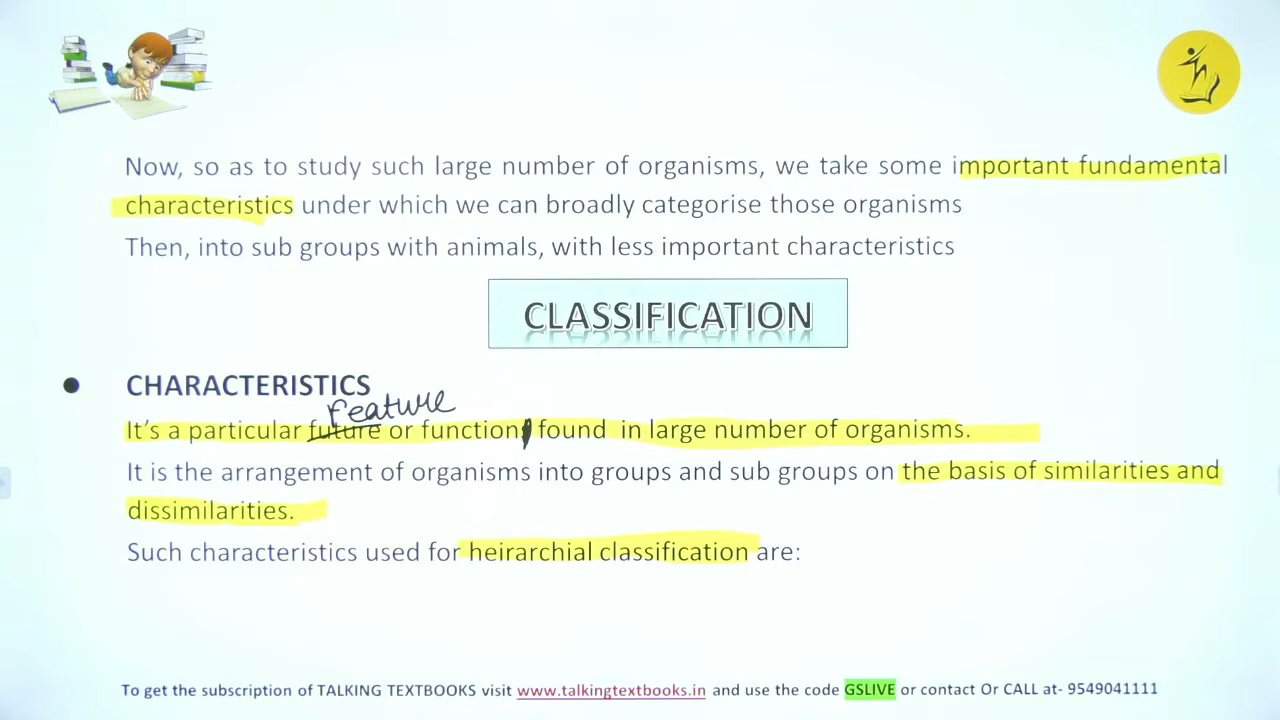 Now, so as to study such large number of organisms, we take some important fundamental
characteristics under which we can broadly categorise those organisms
Then, into sub groups with animals, with less important characteristics
CLASSIFICATION
CHARACTERISTICS
Feature
It's a particular future or function, found in large number of organisms.
It is the arrangement of organisms into groups and sub groups on the basis of similarities and
dissimilarities.
Such characteristics used for heirarchial classification are:
To get the subscription of TALKING TEXTBOOKS visit www.talkingtextbooks.in and use the code GSLIVE or contact Or CALL at- 9549041111